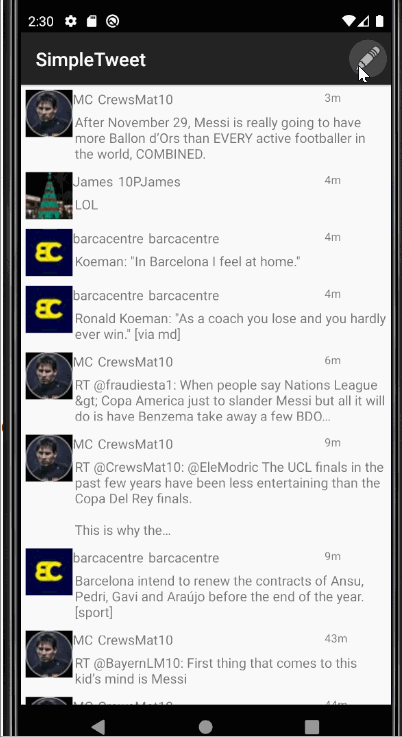 2:30
SimpleTweet
MC CrewsMat10 3m
After November 29, Messi is really going to have
more Ballon d'Ors than EVERY active footballer in
the world, COMBINED.
James 10PJames 4m
LOL
barcacentre barcacentre 4m
Koeman: "In Barcelona I feel at home."
barcacentre barcacentre 4m
Ronald Koeman: "As a coach you lose and you hardly
ever win." [via md]
MC CrewsMat10 6m
RT @fraudiesta1: When people say Nations League
&gt; Copa America just to slander Messi but all it will
do is have Benzema take away a few BDO…
MC CrewsMat10 9m
RT @CrewsMat10: @EleModric The UCL finals in the
past few years have been less entertaining than the
Copa Del Rey finals.
This is why the…
barcacentre barcacentre 9m
Barcelona intend to renew the contracts of Ansu,
Pedri, Gavi and Araújo before the end of the year.
[sport]
MC CrewsMat10 43m
RT @BayernLM10: First thing that comes to this
kid's mind is Messi
MC CrewsMat10 44m